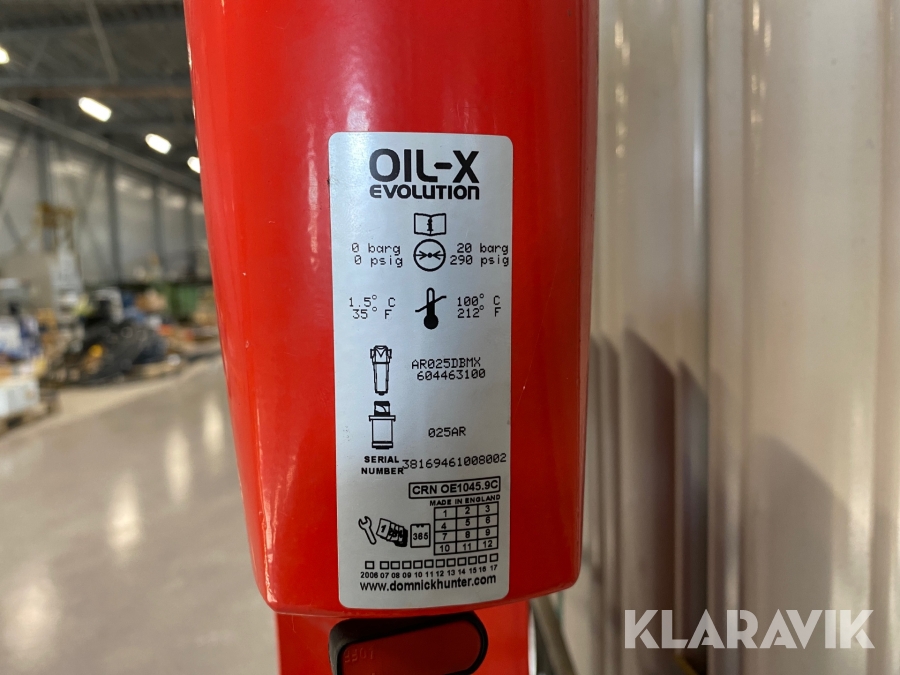 OIL-X
EVOLUTION
0 barg 20 barg
0 psig 290 psig
1.5° C 100° C
35° F 212° F
AR025DBMX
604463100
025AR
SERIAL
NUMBER 38169461008002
CRN OE1045.9C
MADE IN ENGLAND
1 2 3
4 5 6
7 8 9
10 11 12
1
365
2006 07 08 09 10 11 12 13 14 15 16 17
www.domnickhunter.com
KLARAVIK